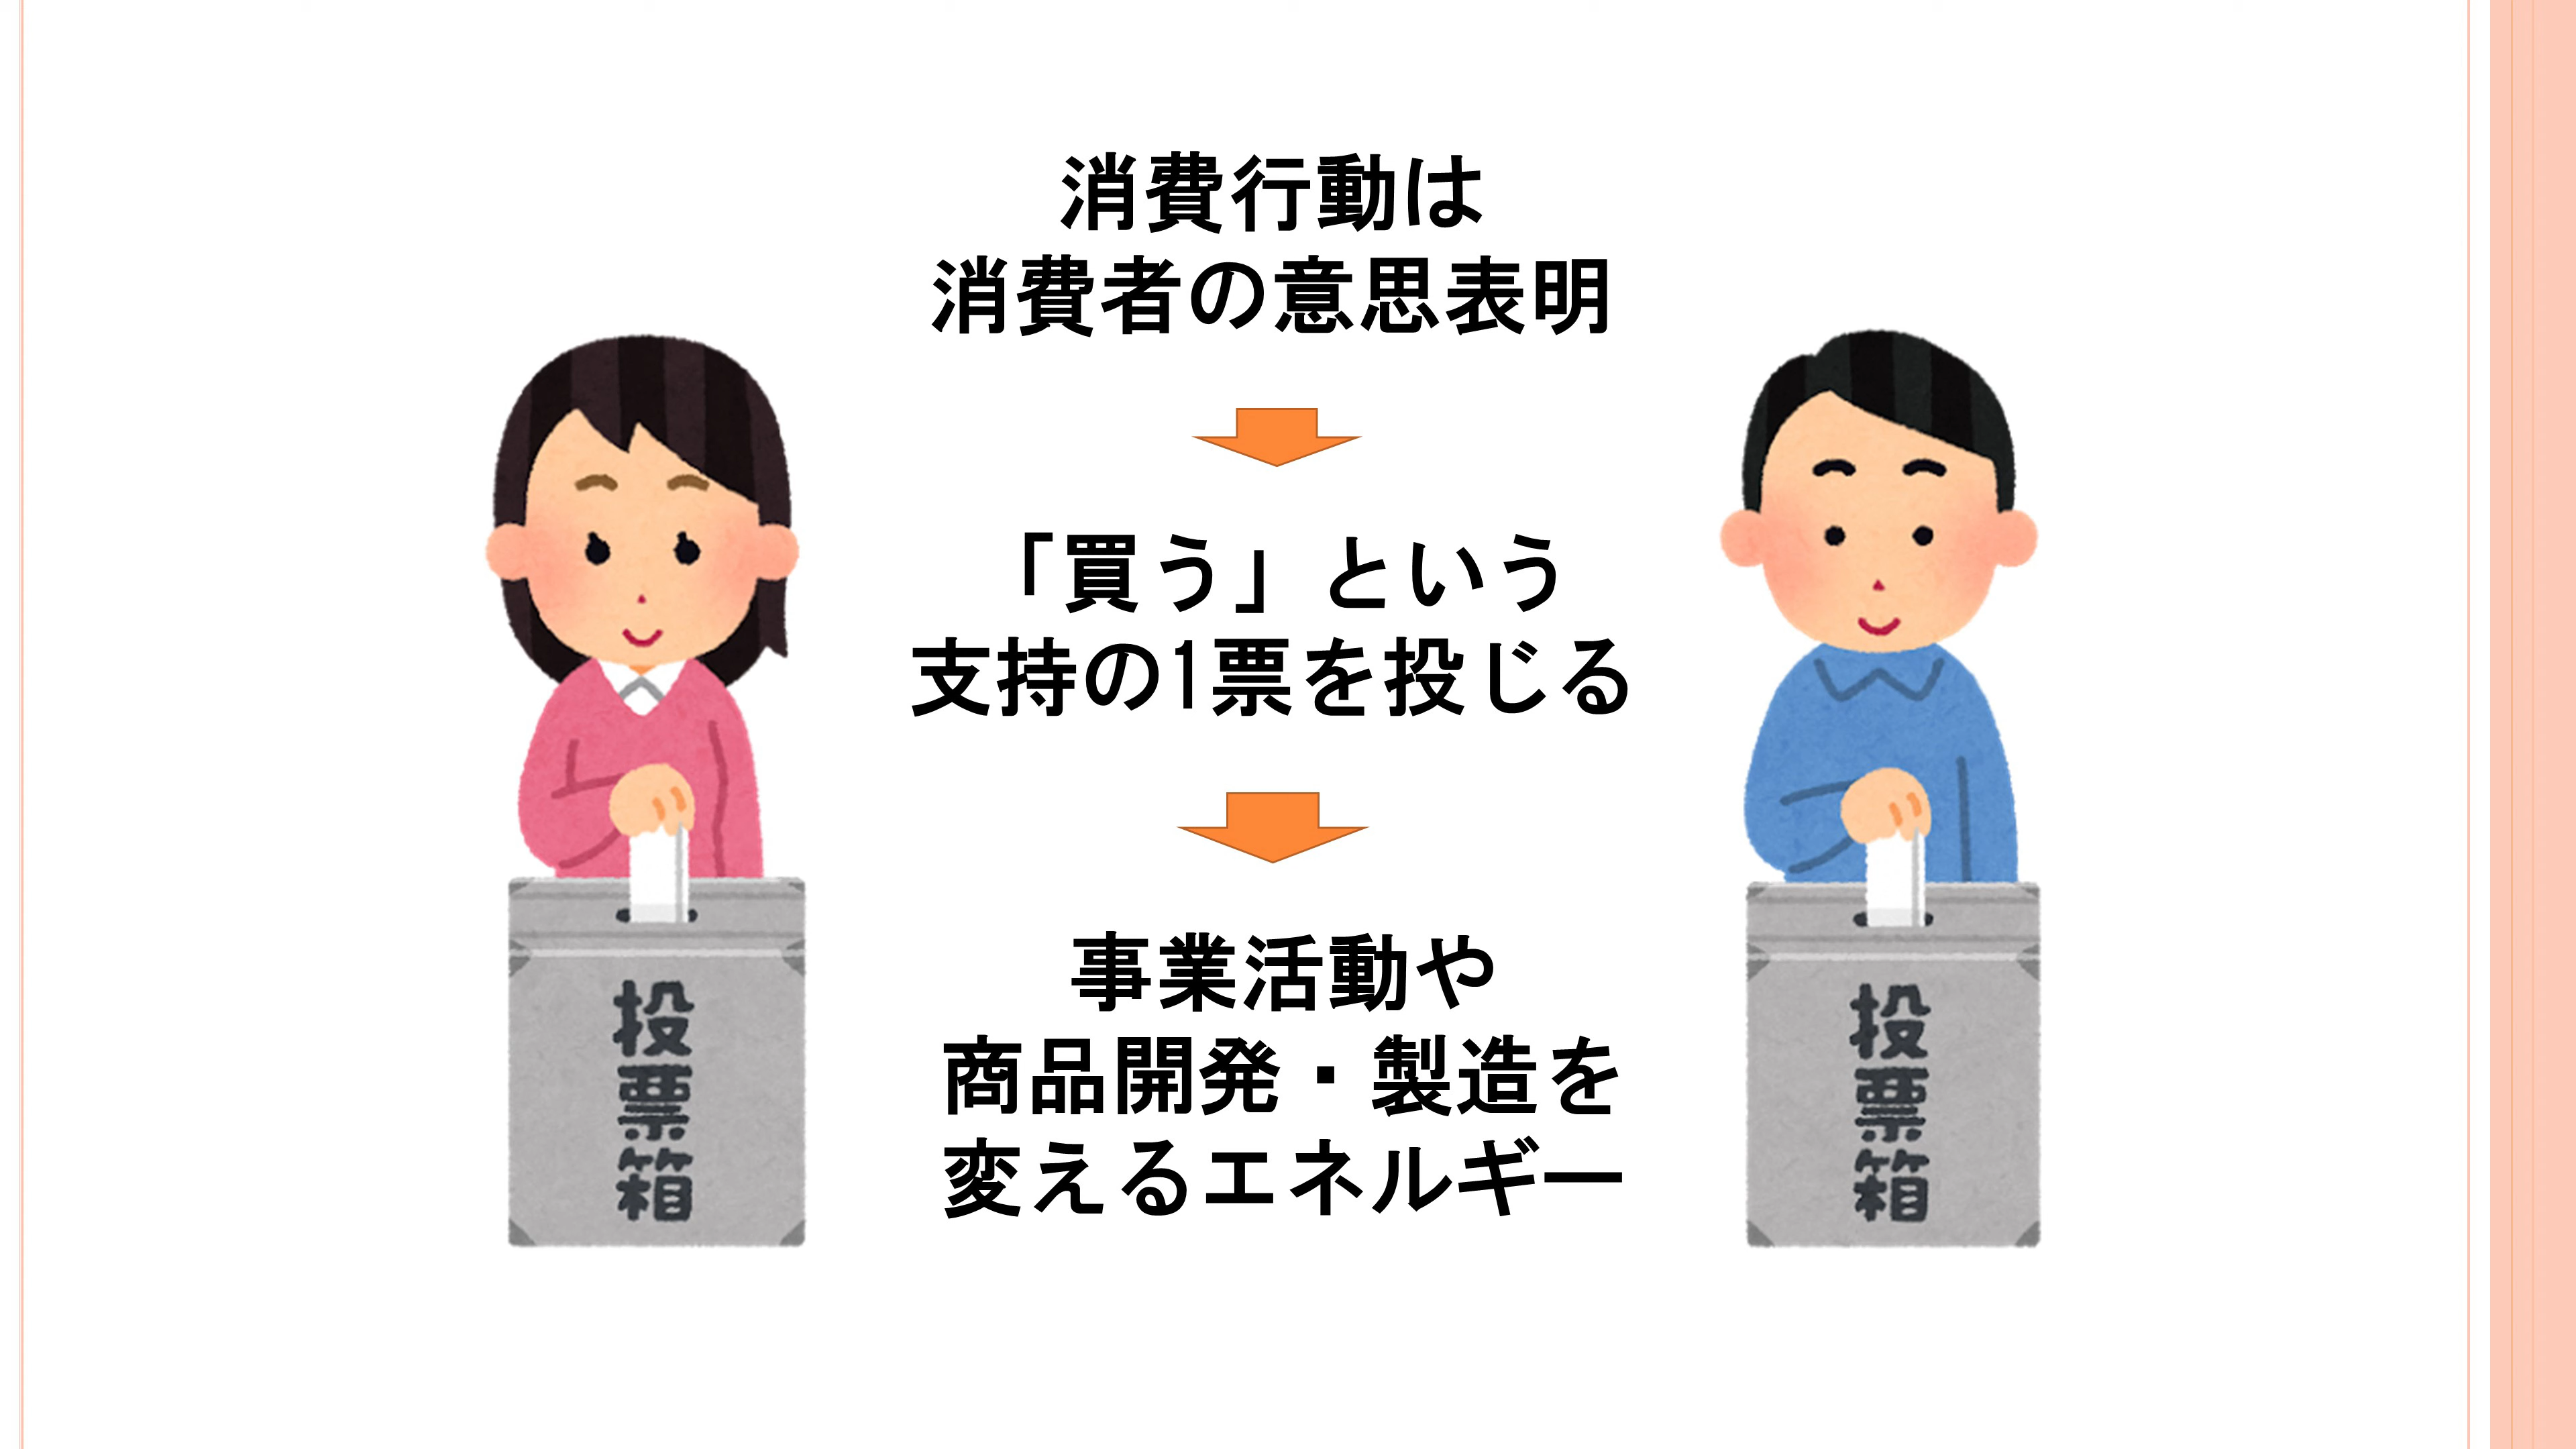 消費行動は
消費者の意思表明
「買う」という
支持の1票を投じる
事業活動や
商品開発・製造を
変えるエネルギー
投票箱
投票箱